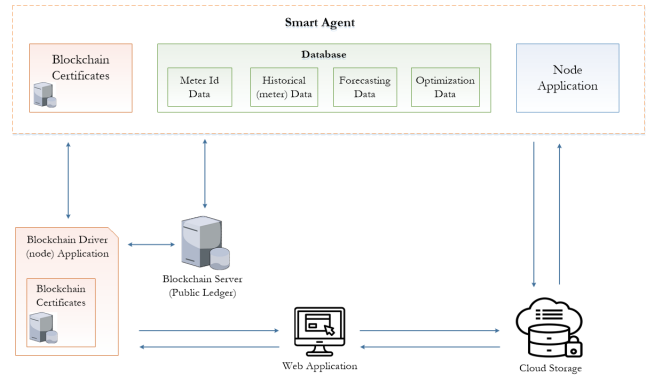 Smart Agent
Blockchain
Certificates
Database
Meter Id
Data
Historical
(meter) Data
Forecasting
Data
Optimization
Data
Node
Application
Blockchain Driver
(node) Application
Blockchain
Certificates
Blockchain Server
(Public Ledger)
Web Application
Cloud Storage